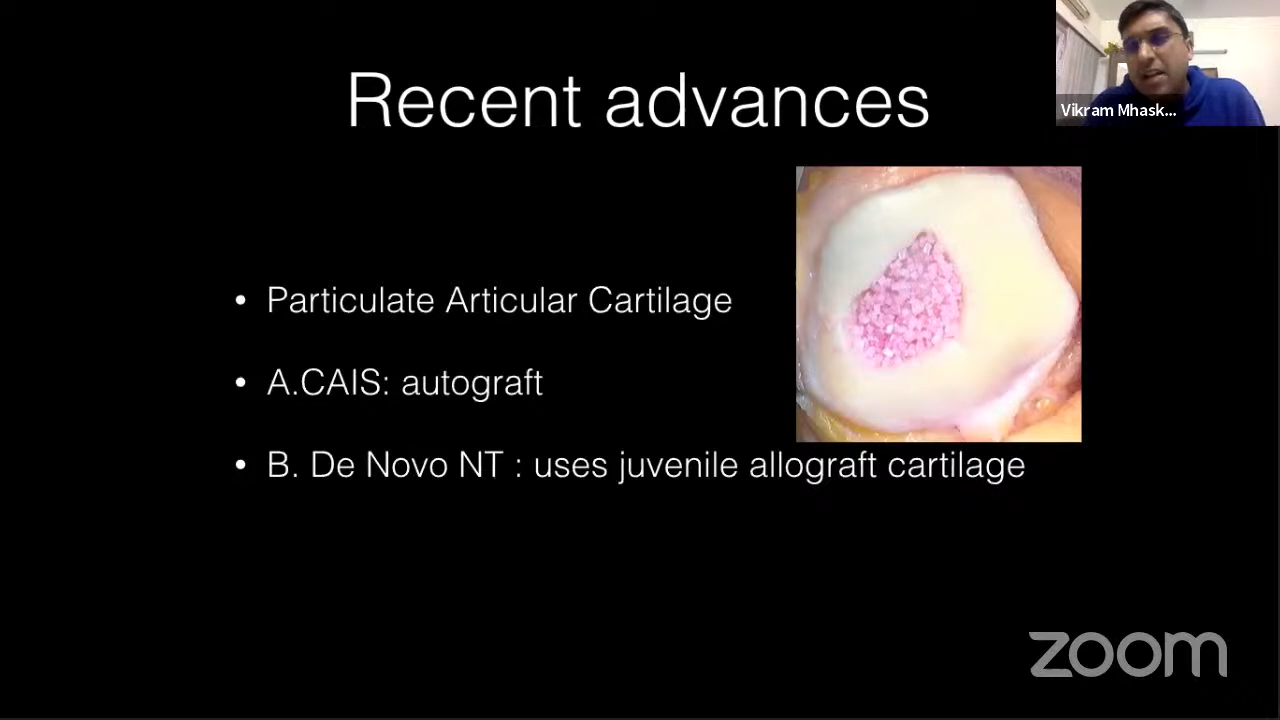 Recent advances
Vikram Mhask...
• Particulate Articular Cartilage
• A.CAIS: autograft
• B. De Novo NT : uses juvenile allograft cartilage
zoom